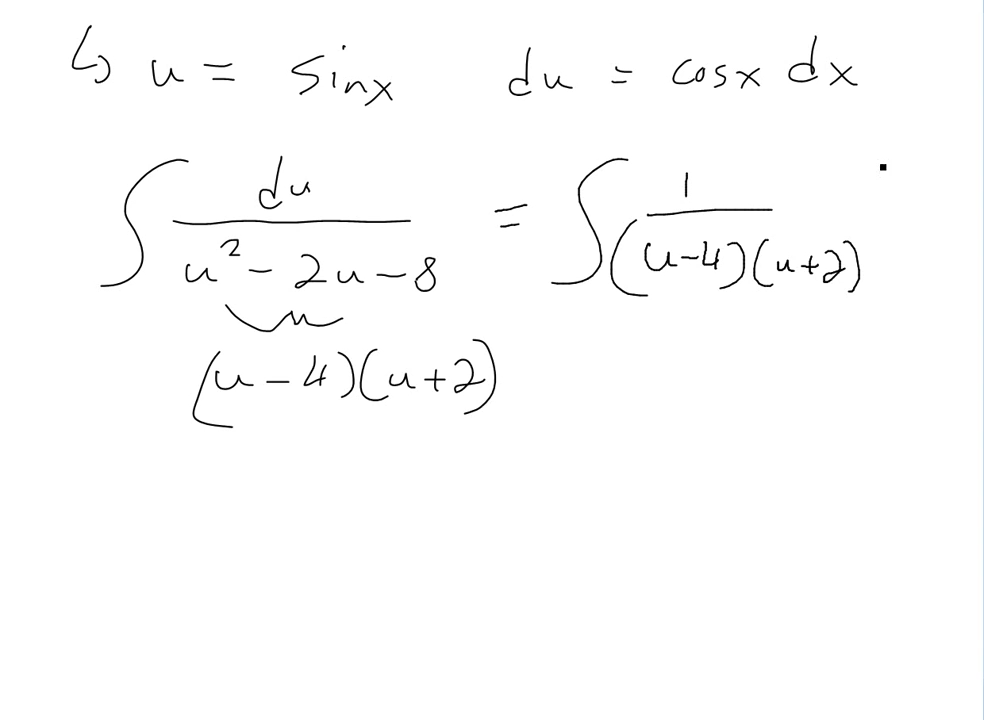 ↳ u = sinx du = cosx dx
∫ du / (u² - 2u - 8) = ∫ 1 / ((u-4)(u+2))
(u-4)(u+2)